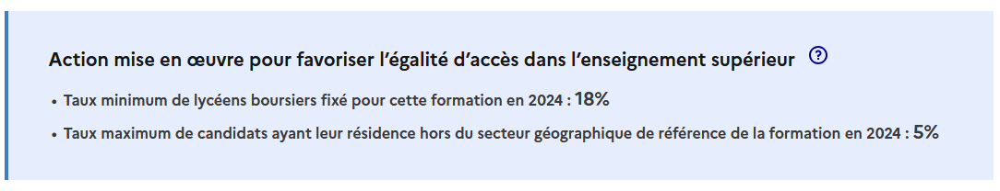 Action mise en œuvre pour favoriser l’égalité d’accès dans l’enseignement supérieur ?
• Taux minimum de lycéens boursiers fixé pour cette formation en 2024 : 18%
• Taux maximum de candidats ayant leur résidence hors du secteur géographique de référence de la formation en 2024 : 5%